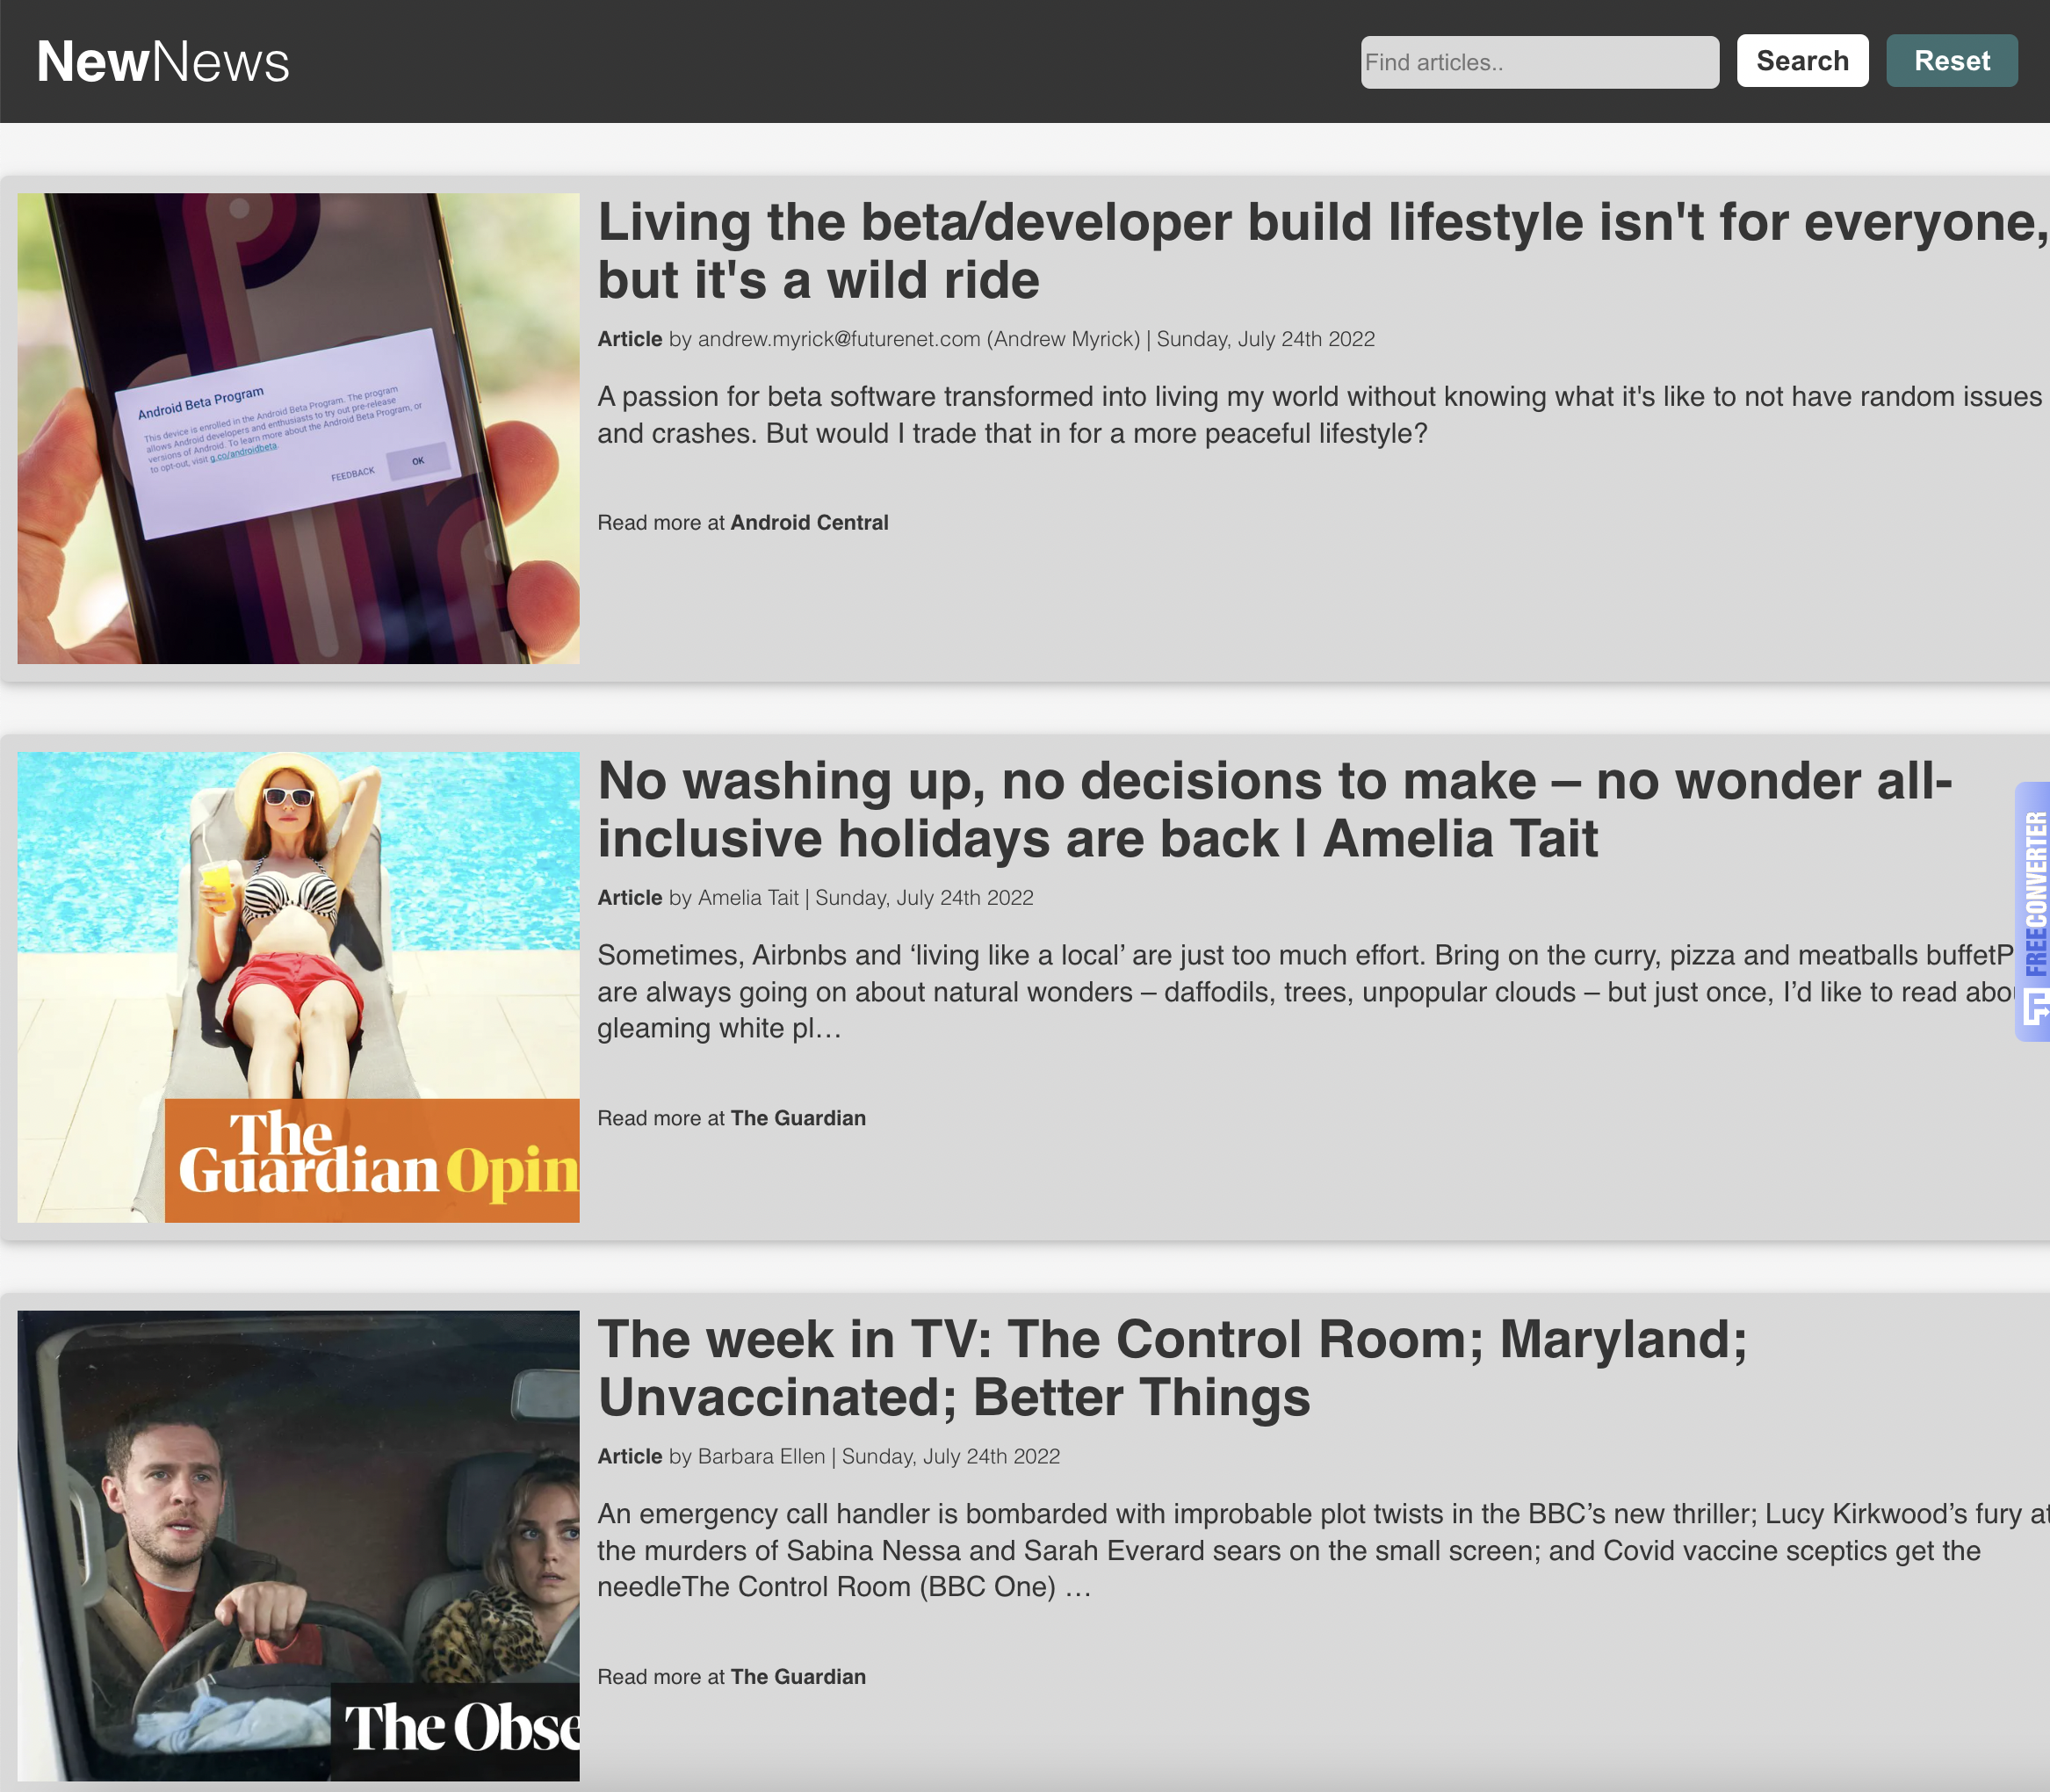 NewNews
Find articles..
Search
Reset
Living the beta/developer build lifestyle isn't for everyone,
but it's a wild ride
Article by andrew.myrick@futurenet.com (Andrew Myrick) | Sunday, July 24th 2022
A passion for beta software transformed into living my world without knowing what it's like to not have random issues
and crashes. But would I trade that in for a more peaceful lifestyle?
Read more at Android Central
Android Beta Program
This device is enrolled in the Android Beta Program. The program
allows Android developers and enthusiasts to try out pre-release
versions of Android. To learn more about the Android Beta Program, or
to opt-out, visit g.co/androidbeta.
FEEDBACK
OK
No washing up, no decisions to make – no wonder all-
inclusive holidays are back | Amelia Tait
Article by Amelia Tait | Sunday, July 24th 2022
Sometimes, Airbnbs and ‘living like a local’ are just too much effort. Bring on the curry, pizza and meatballs buffetP
are always going on about natural wonders – daffodils, trees, unpopular clouds – but just once, I’d like to read abou
gleaming white pl…
Read more at The Guardian
The
Guardian Opin
FREECONVERTER
The week in TV: The Control Room; Maryland;
Unvaccinated; Better Things
Article by Barbara Ellen | Sunday, July 24th 2022
An emergency call handler is bombarded with improbable plot twists in the BBC’s new thriller; Lucy Kirkwood’s fury at
the murders of Sabina Nessa and Sarah Everard sears on the small screen; and Covid vaccine sceptics get the
needleThe Control Room (BBC One) …
Read more at The Guardian
The Obse